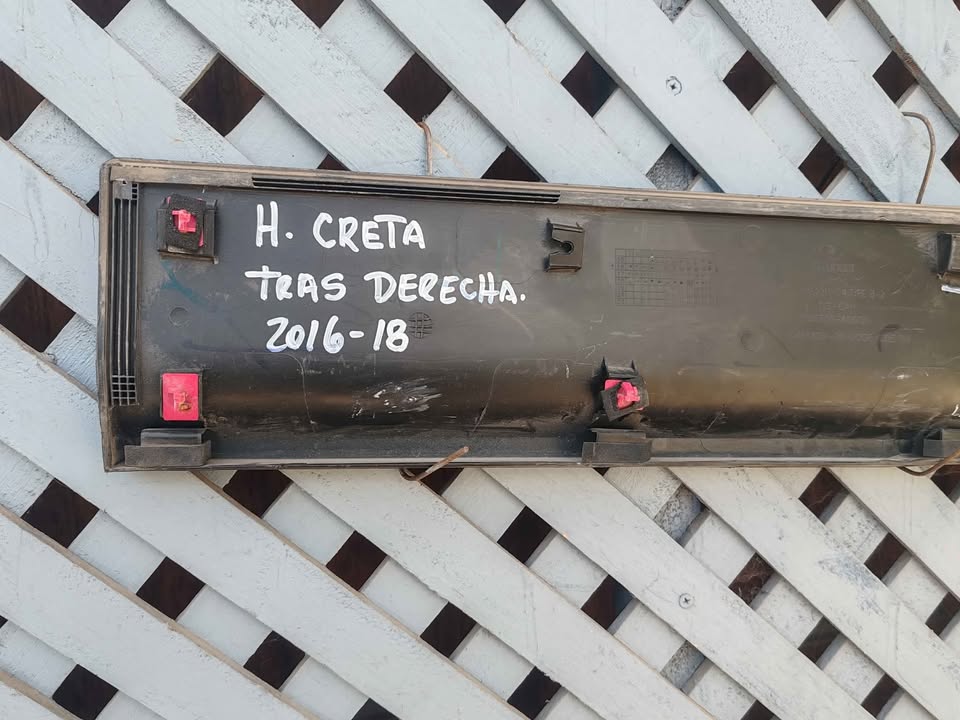 H. CRETA
TRAS DERECHA.
2016-18